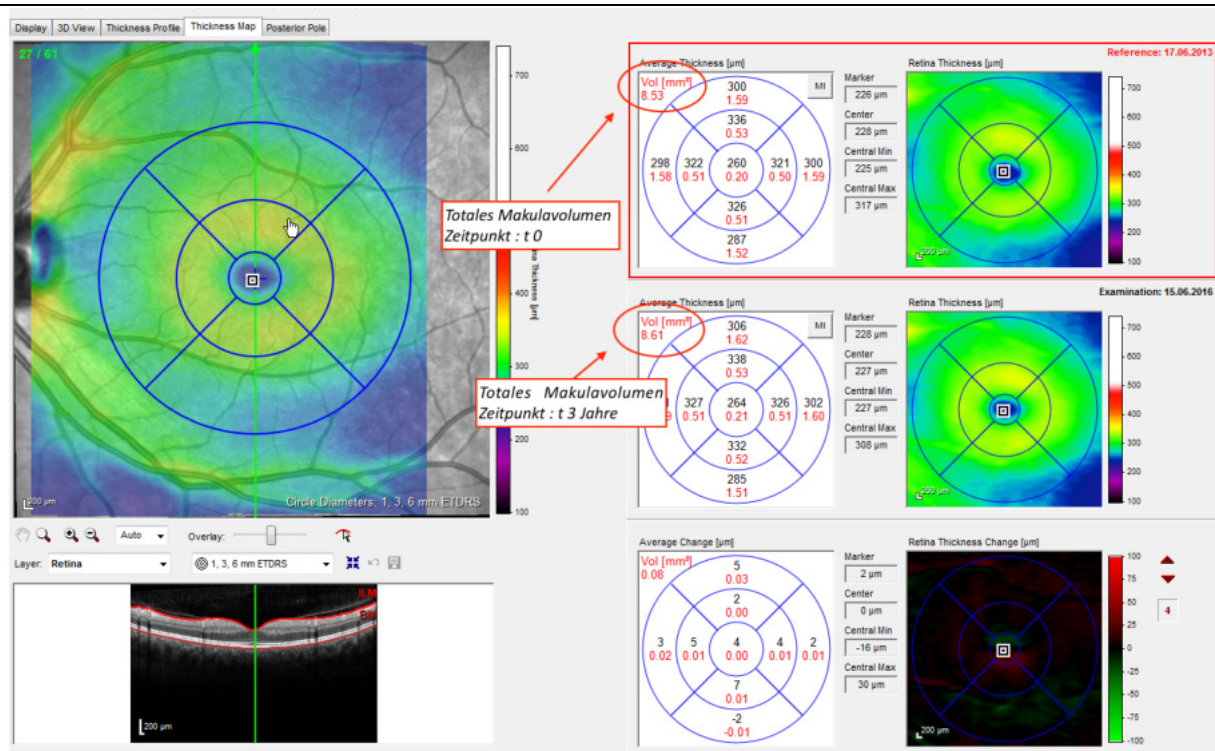 Display 3D View Thickness Profile Thickness Map Posterior Pole
27 / 61
700
600
400
300
200
100
200 µm
Circle Diameters: 1, 3, 6 mm ETDRS
Auto
Overlay:
Layer: Retina
1, 3, 6 mm ETDRS
ILM
200 µm
Totales Makulavolumen
Zeitpunkt : t 0
Totales Makulavolumen
Zeitpunkt : t 3 Jahre
Reference: 17.06.2013
Average Thickness [µm]
Vol [mm³]
8.53
MI
300
1.59
336
0.53
298 322 260 321 300
1.58 0.51 0.20 0.50 1.59
326
0.51
287
1.52
Marker
226 µm
Center
228 µm
Central Min
225 µm
Central Max
317 µm
Retina Thickness [µm]
200 µm
700
600
500
400
300
200
100
Examination: 15.06.2016
Average Thickness [µm]
Vol [mm³]
8.61
MI
306
1.62
338
0.53
327 264 326 302
0.51 0.21 0.51 1.60
332
0.52
285
1.51
Marker
228 µm
Center
227 µm
Central Min
227 µm
Central Max
308 µm
Retina Thickness [µm]
200 µm
700
600
500
400
300
200
100
Average Change [µm]
Vol [mm³]
0.08
5
0.03
2
0.00
3 5 4 4 2
0.02 0.01 0.00 0.01 0.01
7
0.01
-2
-0.01
Marker
2 µm
Center
0 µm
Central Min
-16 µm
Central Max
30 µm
Retina Thickness Change [µm]
200 µm
100
75
50
25
0
-25
-50
-75
-100
4